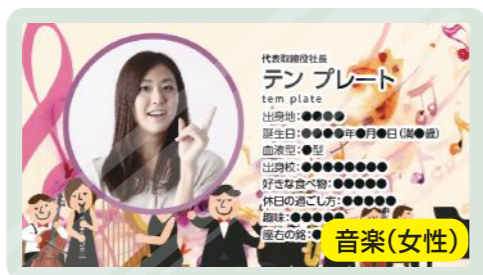 代表取締役社長
テン プレート
tem plate
出身地:●●●●
誕生日:●●●●年●月●日(満●歳)
血液型:●型
出身校:●●●●●●●●
好きな食べ物:●●●●●
休日の過ごし方:●●●●●
趣味:●●●●●
座右の銘:●
音楽(女性)